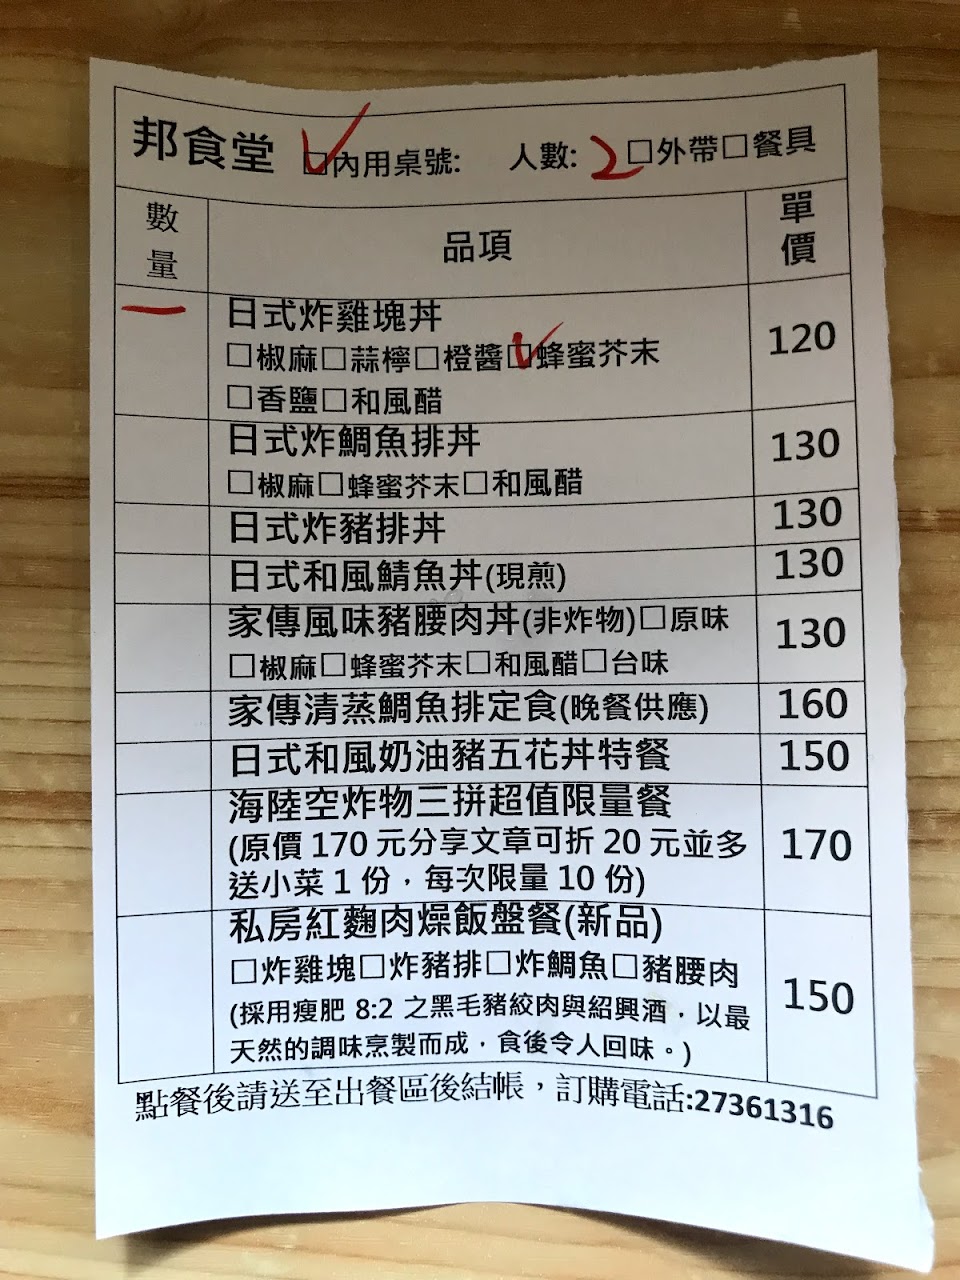 邦食堂 ☑內用桌號: 人數: 2 □外帶□餐具
數量 品項 單價
一 日式炸雞塊丼 120
□椒麻□蒜檸□橙醬☑蜂蜜芥末
□香鹽□和風醋
日式炸鯛魚排丼 130
□椒麻□蜂蜜芥末□和風醋
日式炸豬排丼 130
日式和風鯖魚丼(現煎) 130
家傳風味豬腰肉丼(非炸物)□原味 130
□椒麻□蜂蜜芥末□和風醋□台味
家傳清蒸鯛魚排定食(晚餐供應) 160
日式和風奶油豬五花丼特餐 150
海陸空炸物三拼超值限量餐 170
(原價 170 元分享文章可折 20 元並多
送小菜 1 份，每次限量 10 份)
私房紅麴肉燥飯盤餐(新品) 150
□炸雞塊□炸豬排□炸鯛魚□豬腰肉
(採用瘦肥 8:2 之黑毛豬絞肉與紹興酒，以最
天然的調味烹製而成，食後令人回味。)
點餐後請送至出餐區後結帳，訂購電話:27361316